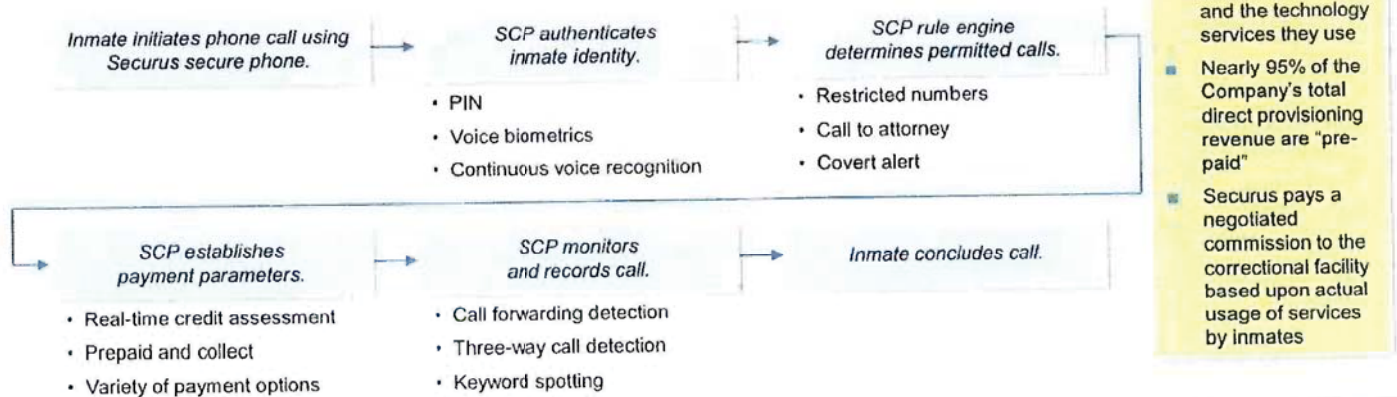 Inmate initiates phone call using
Securus secure phone.
SCP authenticates
inmate identity.
• PIN
• Voice biometrics
• Continuous voice recognition
SCP rule engine
determines permitted calls.
• Restricted numbers
• Call to attorney
• Covert alert
SCP establishes
payment parameters.
• Real-time credit assessment
• Prepaid and collect
• Variety of payment options
SCP monitors
and records call.
• Call forwarding detection
• Three-way call detection
• Keyword spotting
Inmate concludes call.
and the technology
services they use
Nearly 95% of the
Company's total
direct provisioning
revenue are "pre-
paid"
Securus pays a
negotiated
commission to the
correctional facility
based upon actual
usage of services
by inmates